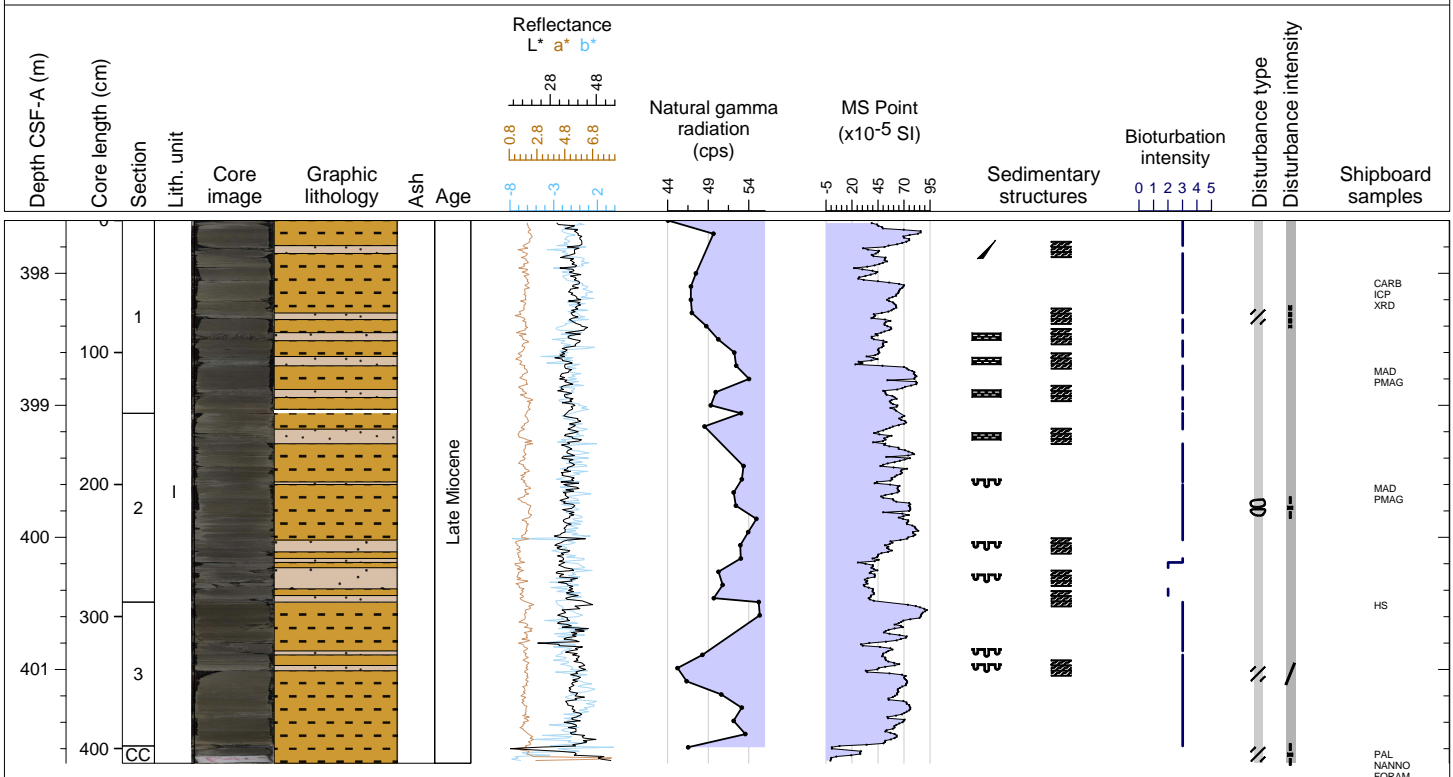 Reflectance
L* a* b*
28 48
0.8 2.8 4.8 6.8
-8 -3 2
Depth CSF-A (m)
Core length (cm)
Section
Lith. unit
Core
image
Graphic
lithology
Ash
Age
Natural gamma
radiation
(cps)
44 49 54
MS Point
(x10-5 SI)
-5 20 45 70 95
Sedimentary
structures
Bioturbation
intensity
0 1 2 3 4 5
Disturbance type
Disturbance intensity
Shipboard
samples
0
398
CARB
ICP
XRD
1
100
MAD
PMAG
399
I
Late Miocene
200
2
MAD
PMAG
400
300
HS
401
3
400
CC
PAL
NANNO
FORAM